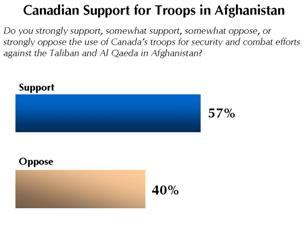 Canadian Support for Troops in Afghanistan
Do you strongly support, somewhat support, somewhat oppose, or
strongly oppose the use of Canada's troops for security and combat efforts
against the Taliban and Al Qaeda in Afghanistan?
Support
57%
Oppose
40%